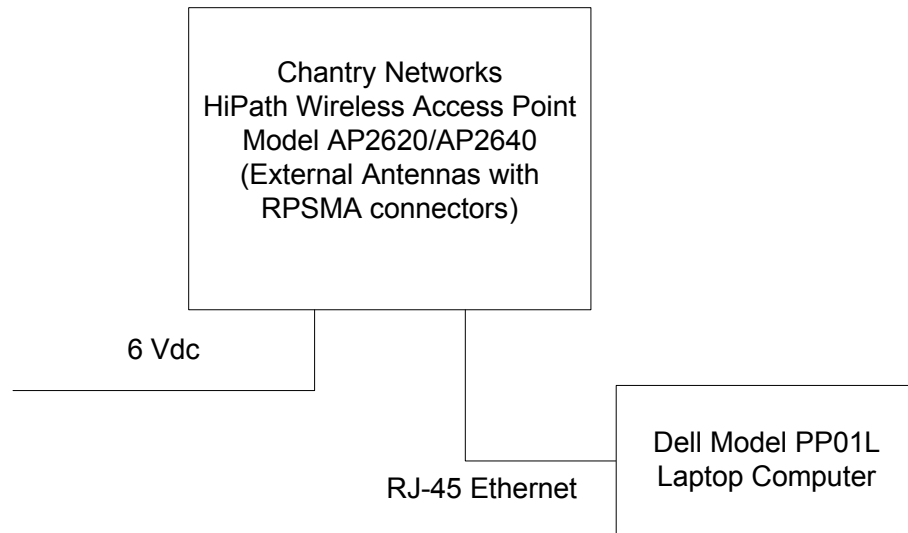 Chantry Networks
HiPath Wireless Access Point
Model AP2620/AP2640
(External Antennas with
RPSMA connectors)
6 Vdc
RJ-45 Ethernet
Dell Model PP01L
Laptop Computer